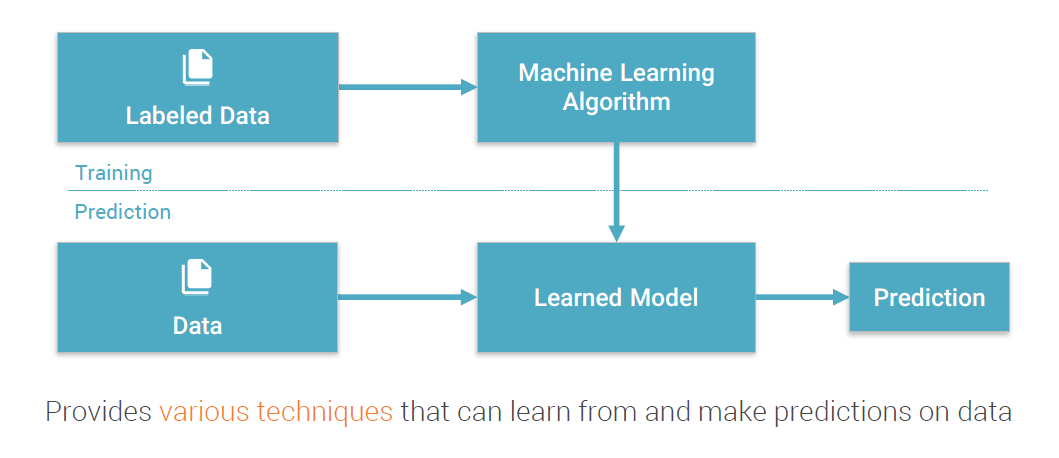 Labeled Data
Machine Learning
Algorithm
Training
Prediction
Data
Learned Model
Prediction
Provides various techniques that can learn from and make predictions on data